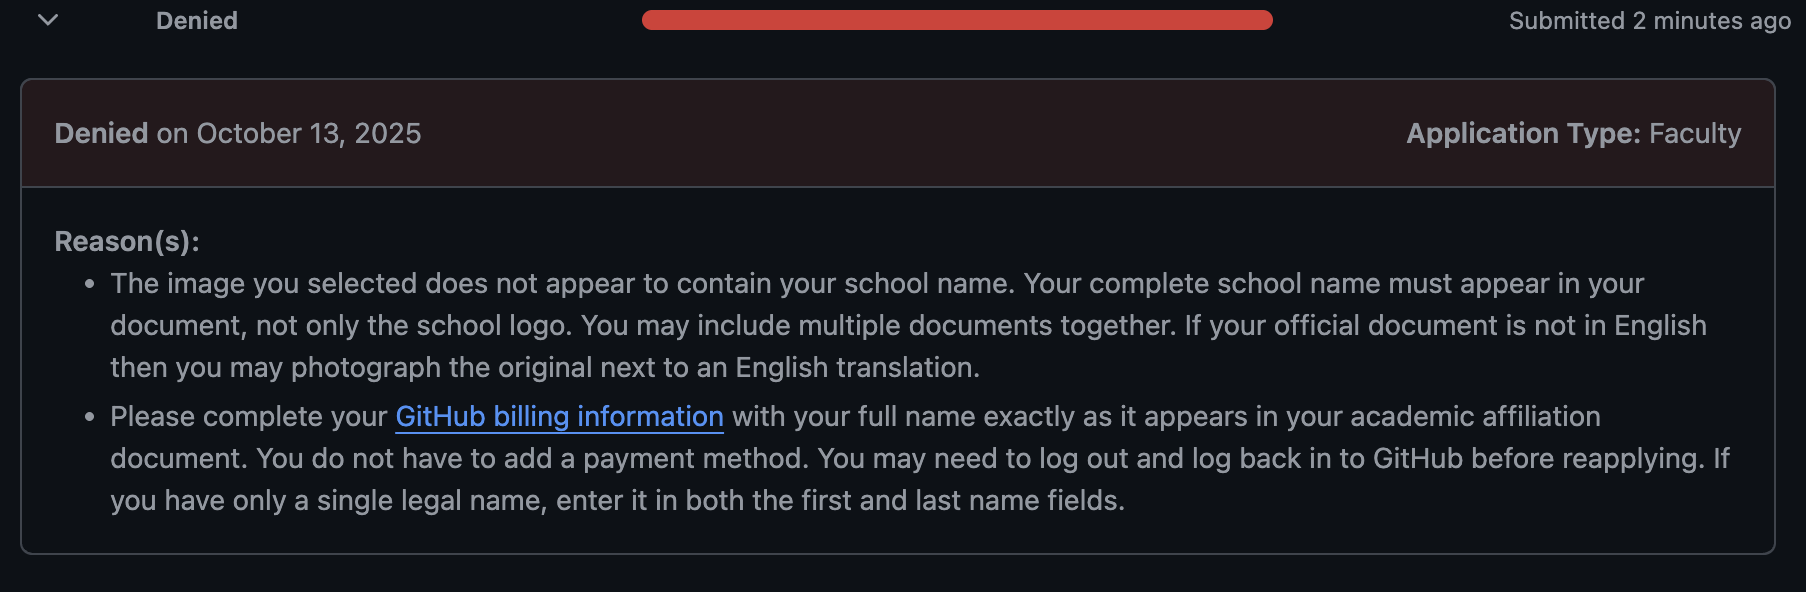 Denied
Submitted 2 minutes ago
Denied on October 13, 2025
Application Type: Faculty
Reason(s):
• The image you selected does not appear to contain your school name. Your complete school name must appear in your
document, not only the school logo. You may include multiple documents together. If your official document is not in English
then you may photograph the original next to an English translation.
• Please complete your GitHub billing information with your full name exactly as it appears in your academic affiliation
document. You do not have to add a payment method. You may need to log out and log back in to GitHub before reapplying. If
you have only a single legal name, enter it in both the first and last name fields.